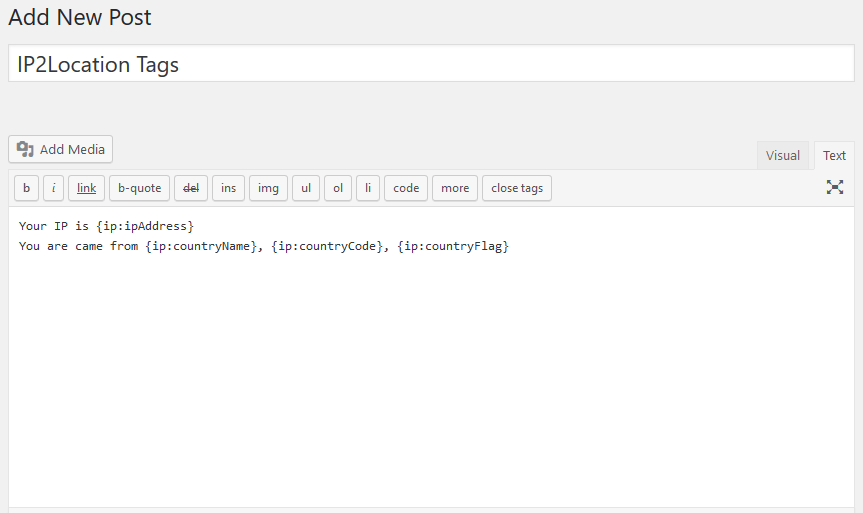 Add New Post
IP2Location Tags
Add Media
Visual Text
b i link b-quote del ins img ul ol li code more close tags
Your IP is {ip:ipAddress}
You are came from {ip:countryName}, {ip:countryCode}, {ip:countryFlag}